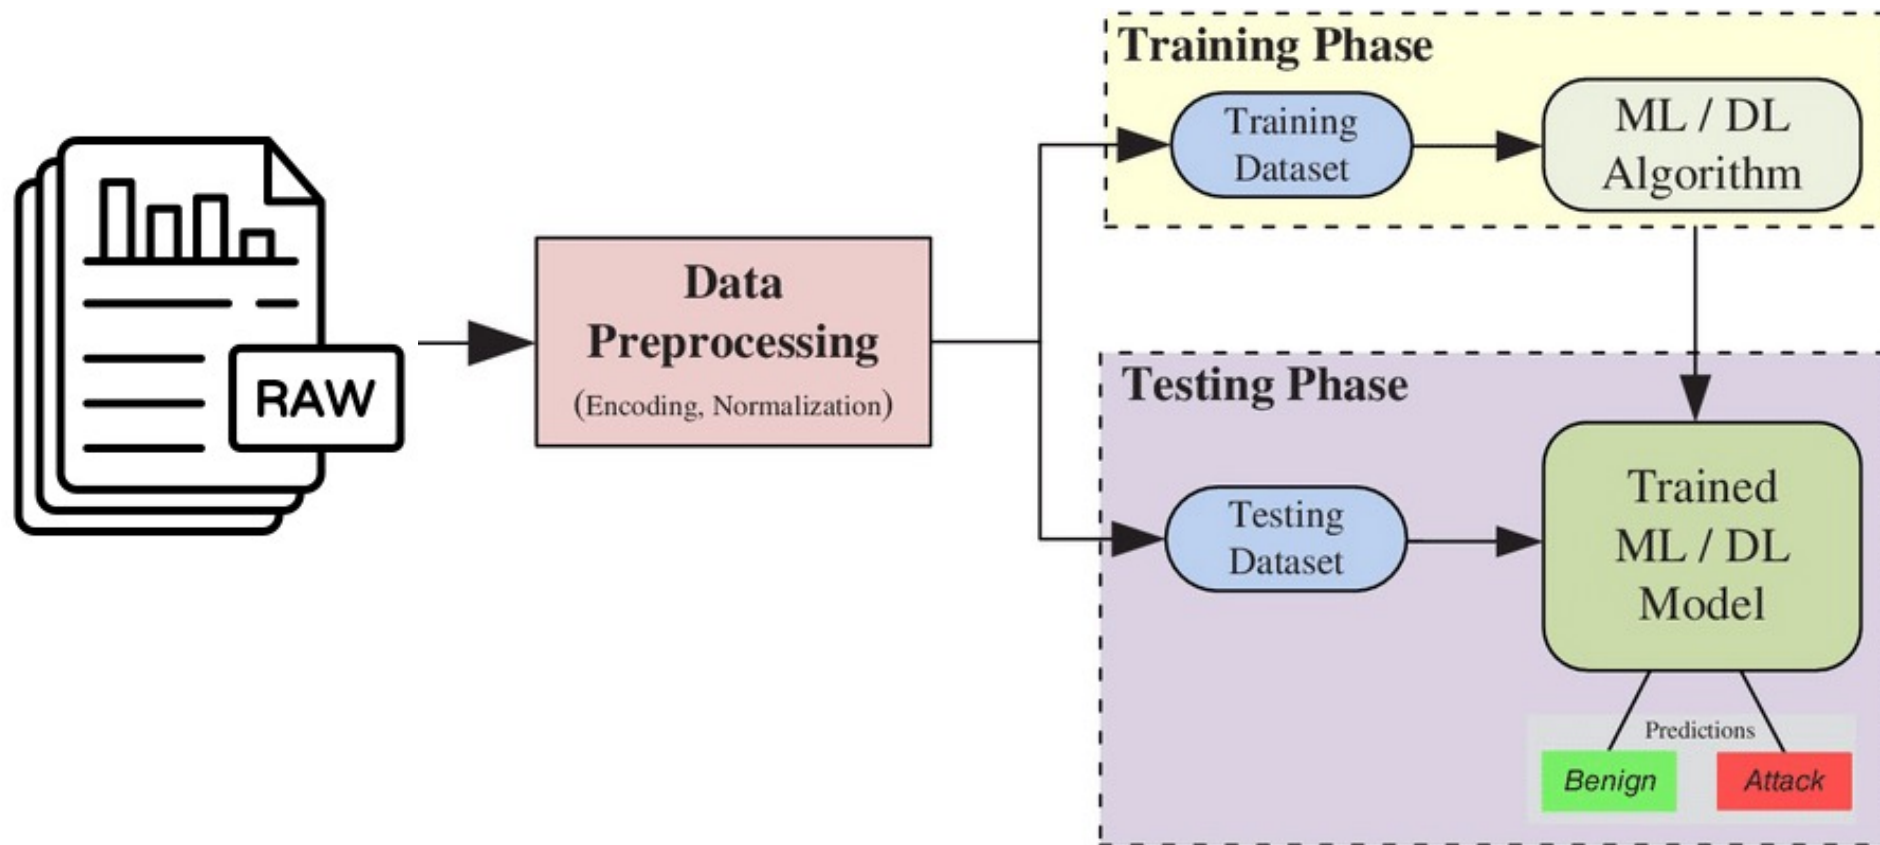 RAW
Data
Preprocessing
(Encoding, Normalization)
Training Phase
Training
Dataset
ML / DL
Algorithm
Testing Phase
Testing
Dataset
Trained
ML / DL
Model
Predictions
Benign
Attack